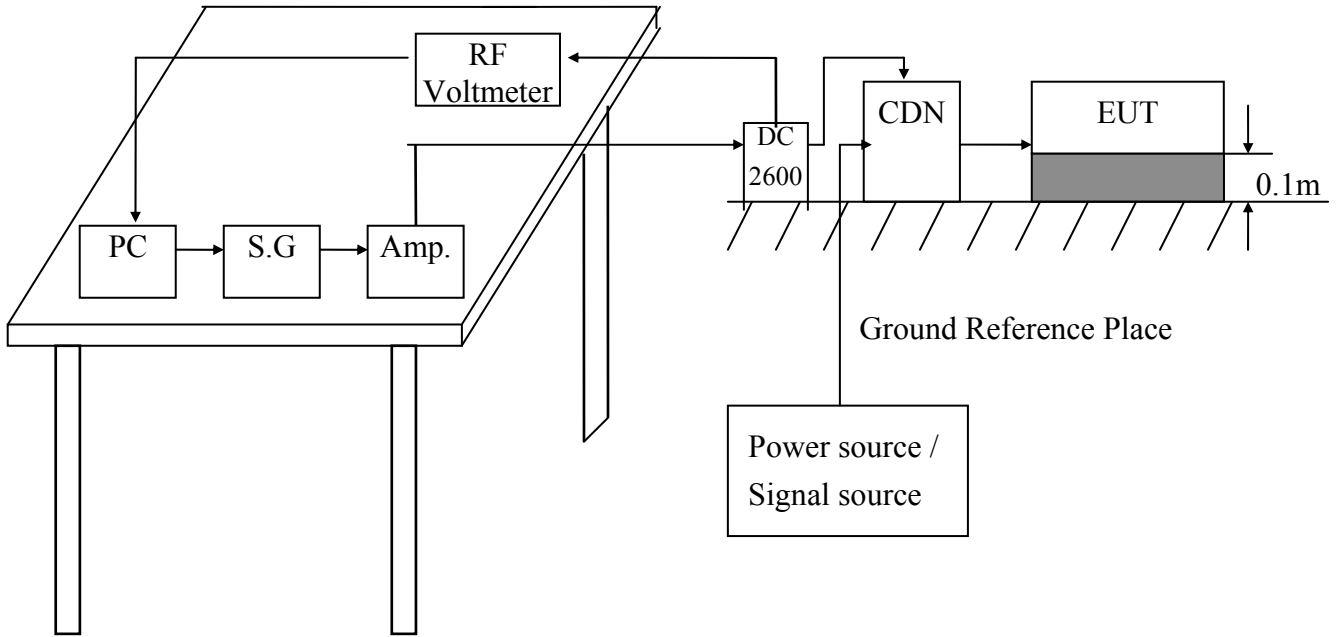 RF
Voltmeter
DC
2600
CDN
EUT
0.1m
PC
S.G
Amp.
Ground Reference Place
Power source /
Signal source